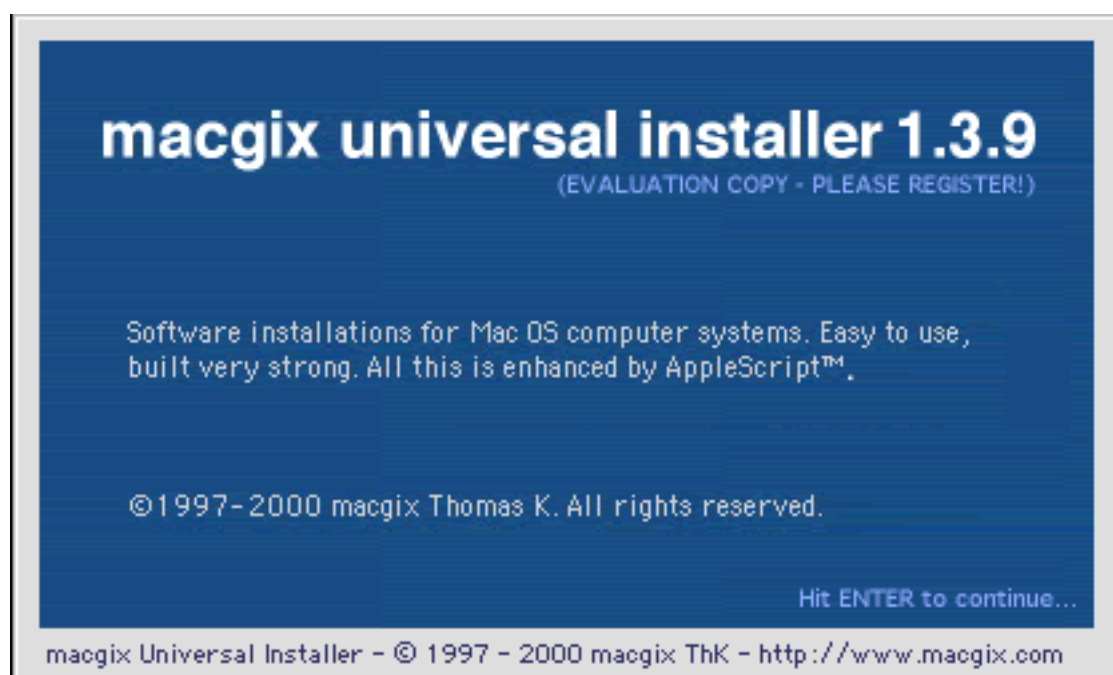 macgix universal installer 1.3.9
(EVALUATION COPY - PLEASE REGISTER!)
Software installations for Mac OS computer systems. Easy to use,
built very strong. All this is enhanced by AppleScript™.
©1997-2000 macgix Thomas K. All rights reserved.
Hit ENTER to continue...
macgix Universal Installer - © 1997 - 2000 macgix ThK - http://www.macgix.com